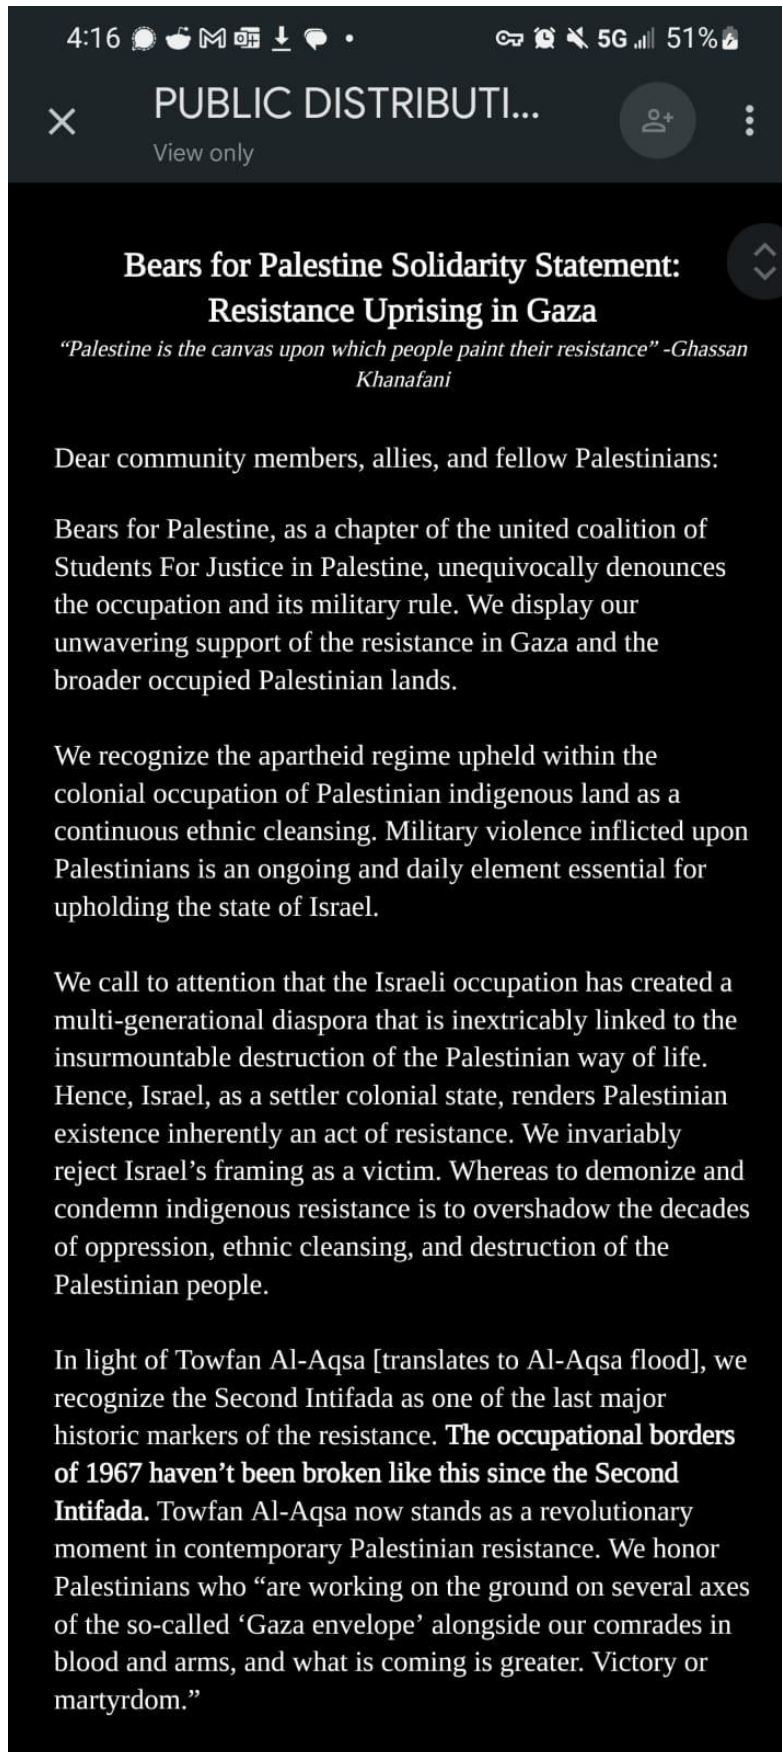 4:16
5G 51%
PUBLIC DISTRIBUTI...
View only
Bears for Palestine Solidarity Statement:
Resistance Uprising in Gaza
“Palestine is the canvas upon which people paint their resistance” -Ghassan
Khanafani
Dear community members, allies, and fellow Palestinians:
Bears for Palestine, as a chapter of the united coalition of
Students For Justice in Palestine, unequivocally denounces
the occupation and its military rule. We display our
unwavering support of the resistance in Gaza and the
broader occupied Palestinian lands.
We recognize the apartheid regime upheld within the
colonial occupation of Palestinian indigenous land as a
continuous ethnic cleansing. Military violence inflicted upon
Palestinians is an ongoing and daily element essential for
upholding the state of Israel.
We call to attention that the Israeli occupation has created a
multi-generational diaspora that is inextricably linked to the
insurmountable destruction of the Palestinian way of life.
Hence, Israel, as a settler colonial state, renders Palestinian
existence inherently an act of resistance. We invariably
reject Israel’s framing as a victim. Whereas to demonize and
condemn indigenous resistance is to overshadow the decades
of oppression, ethnic cleansing, and destruction of the
Palestinian people.
In light of Towfan Al-Aqsa [translates to Al-Aqsa flood], we
recognize the Second Intifada as one of the last major
historic markers of the resistance. The occupational borders
of 1967 haven’t been broken like this since the Second
Intifada. Towfan Al-Aqsa now stands as a revolutionary
moment in contemporary Palestinian resistance. We honor
Palestinians who “are working on the ground on several axes
of the so-called ‘Gaza envelope’ alongside our comrades in
blood and arms, and what is coming is greater. Victory or
martyrdom.”